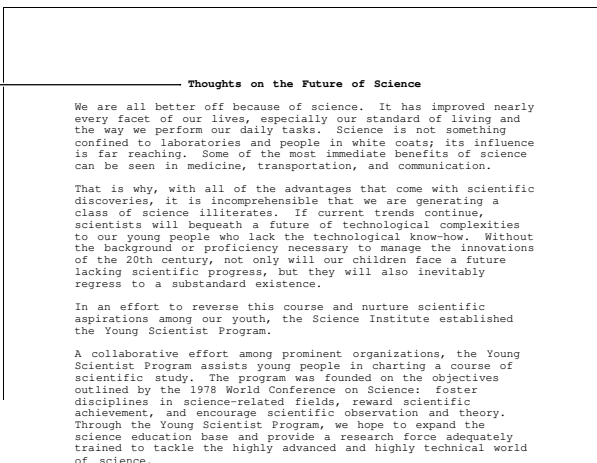 Thoughts on the Future of Science
We are all better off because of science. It has improved nearly
every facet of our lives, especially our standard of living and
the way we perform our daily tasks. Science is not something
confined to laboratories and people in white coats; its influence
is far reaching. Some of the most immediate benefits of science
can be seen in medicine, transportation, and communication.
That is why, with all of the advantages that come with scientific
discoveries, it is incomprehensible that we are generating a
class of science illiterates. If current trends continue,
scientists will bequeath a future of technological complexities
to our young people who lack the technological know-how. Without
the background or proficiency necessary to manage the innovations
of the 20th century, not only will our children face a future
lacking scientific progress, but they will also inevitably
regress to a substandard existence.
In an effort to reverse this course and nurture scientific
aspirations among our youth, the Science Institute established
the Young Scientist Program.
A collaborative effort among prominent organizations, the Young
Scientist Program assists young people in charting a course of
scientific study. The program was founded on the objectives
outlined by the 1978 World Conference on Science: foster
disciplines in science-related fields, reward scientific
achievement, and encourage scientific observation and theory.
Through the Young Scientist Program, we hope to expand the
science education base and provide a research force adequately
trained to tackle the highly advanced and highly technical world
of science.